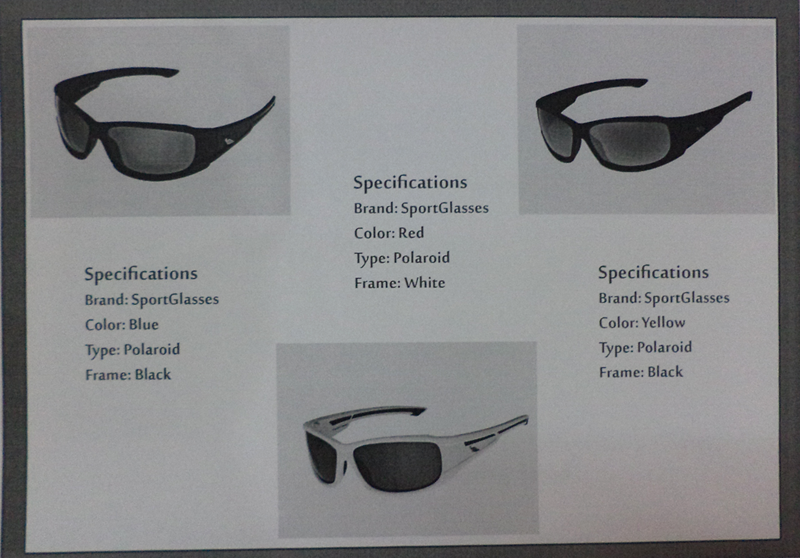 Specifications
Brand: SportGlasses
Color: Blue
Type: Polaroid
Frame: Black
Specifications
Brand: SportGlasses
Color: Red
Type: Polaroid
Frame: White
Specifications
Brand: SportGlasses
Color: Yellow
Type: Polaroid
Frame: Black